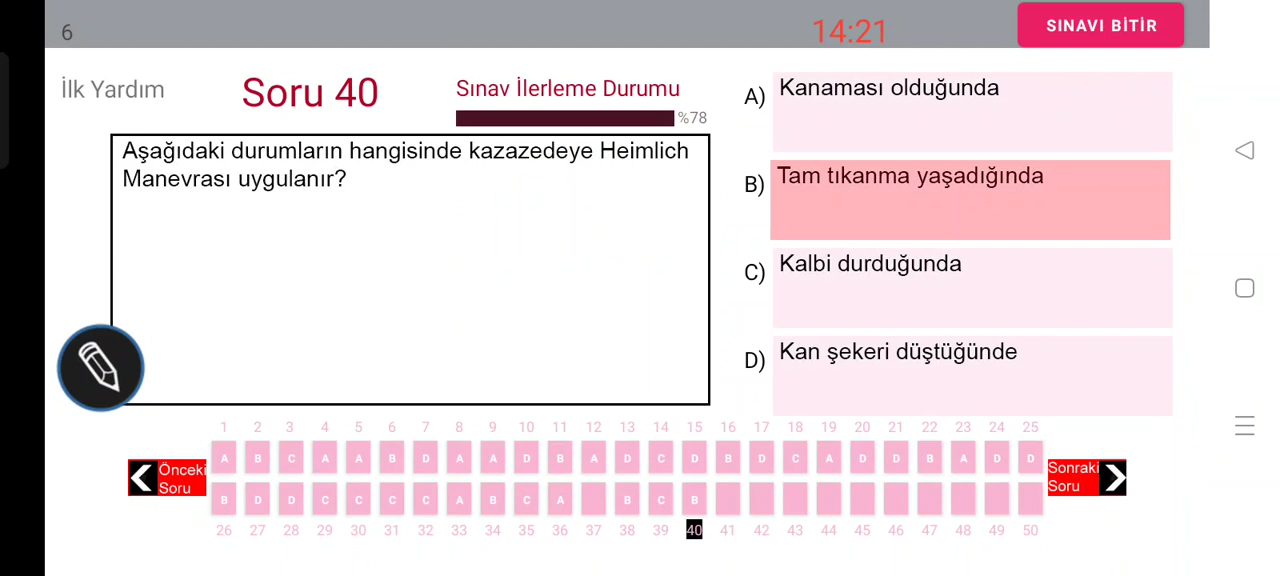 6
14:21
SINAVI BİTİR
İlk Yardım
Soru 40
Sınav İlerleme Durumu
%78
Aşağıdaki durumların hangisinde kazazedeye Heimlich
Manevrası uygulanır?
A) Kanaması olduğunda
B) Tam tıkanma yaşadığında
C) Kalbi durduğunda
D) Kan şekeri düştüğünde
Önceki
Soru
1 2 3 4 5 6 7 8 9 10 11 12 13 14 15 16 17 18 19 20 21 22 23 24 25
A B C A A B D A A D B A D C D B D C A D D B A D D
B D D C C C C A B C A B C B
26 27 28 29 30 31 32 33 34 35 36 37 38 39 40 41 42 43 44 45 46 47 48 49 50
Sonraki
Soru